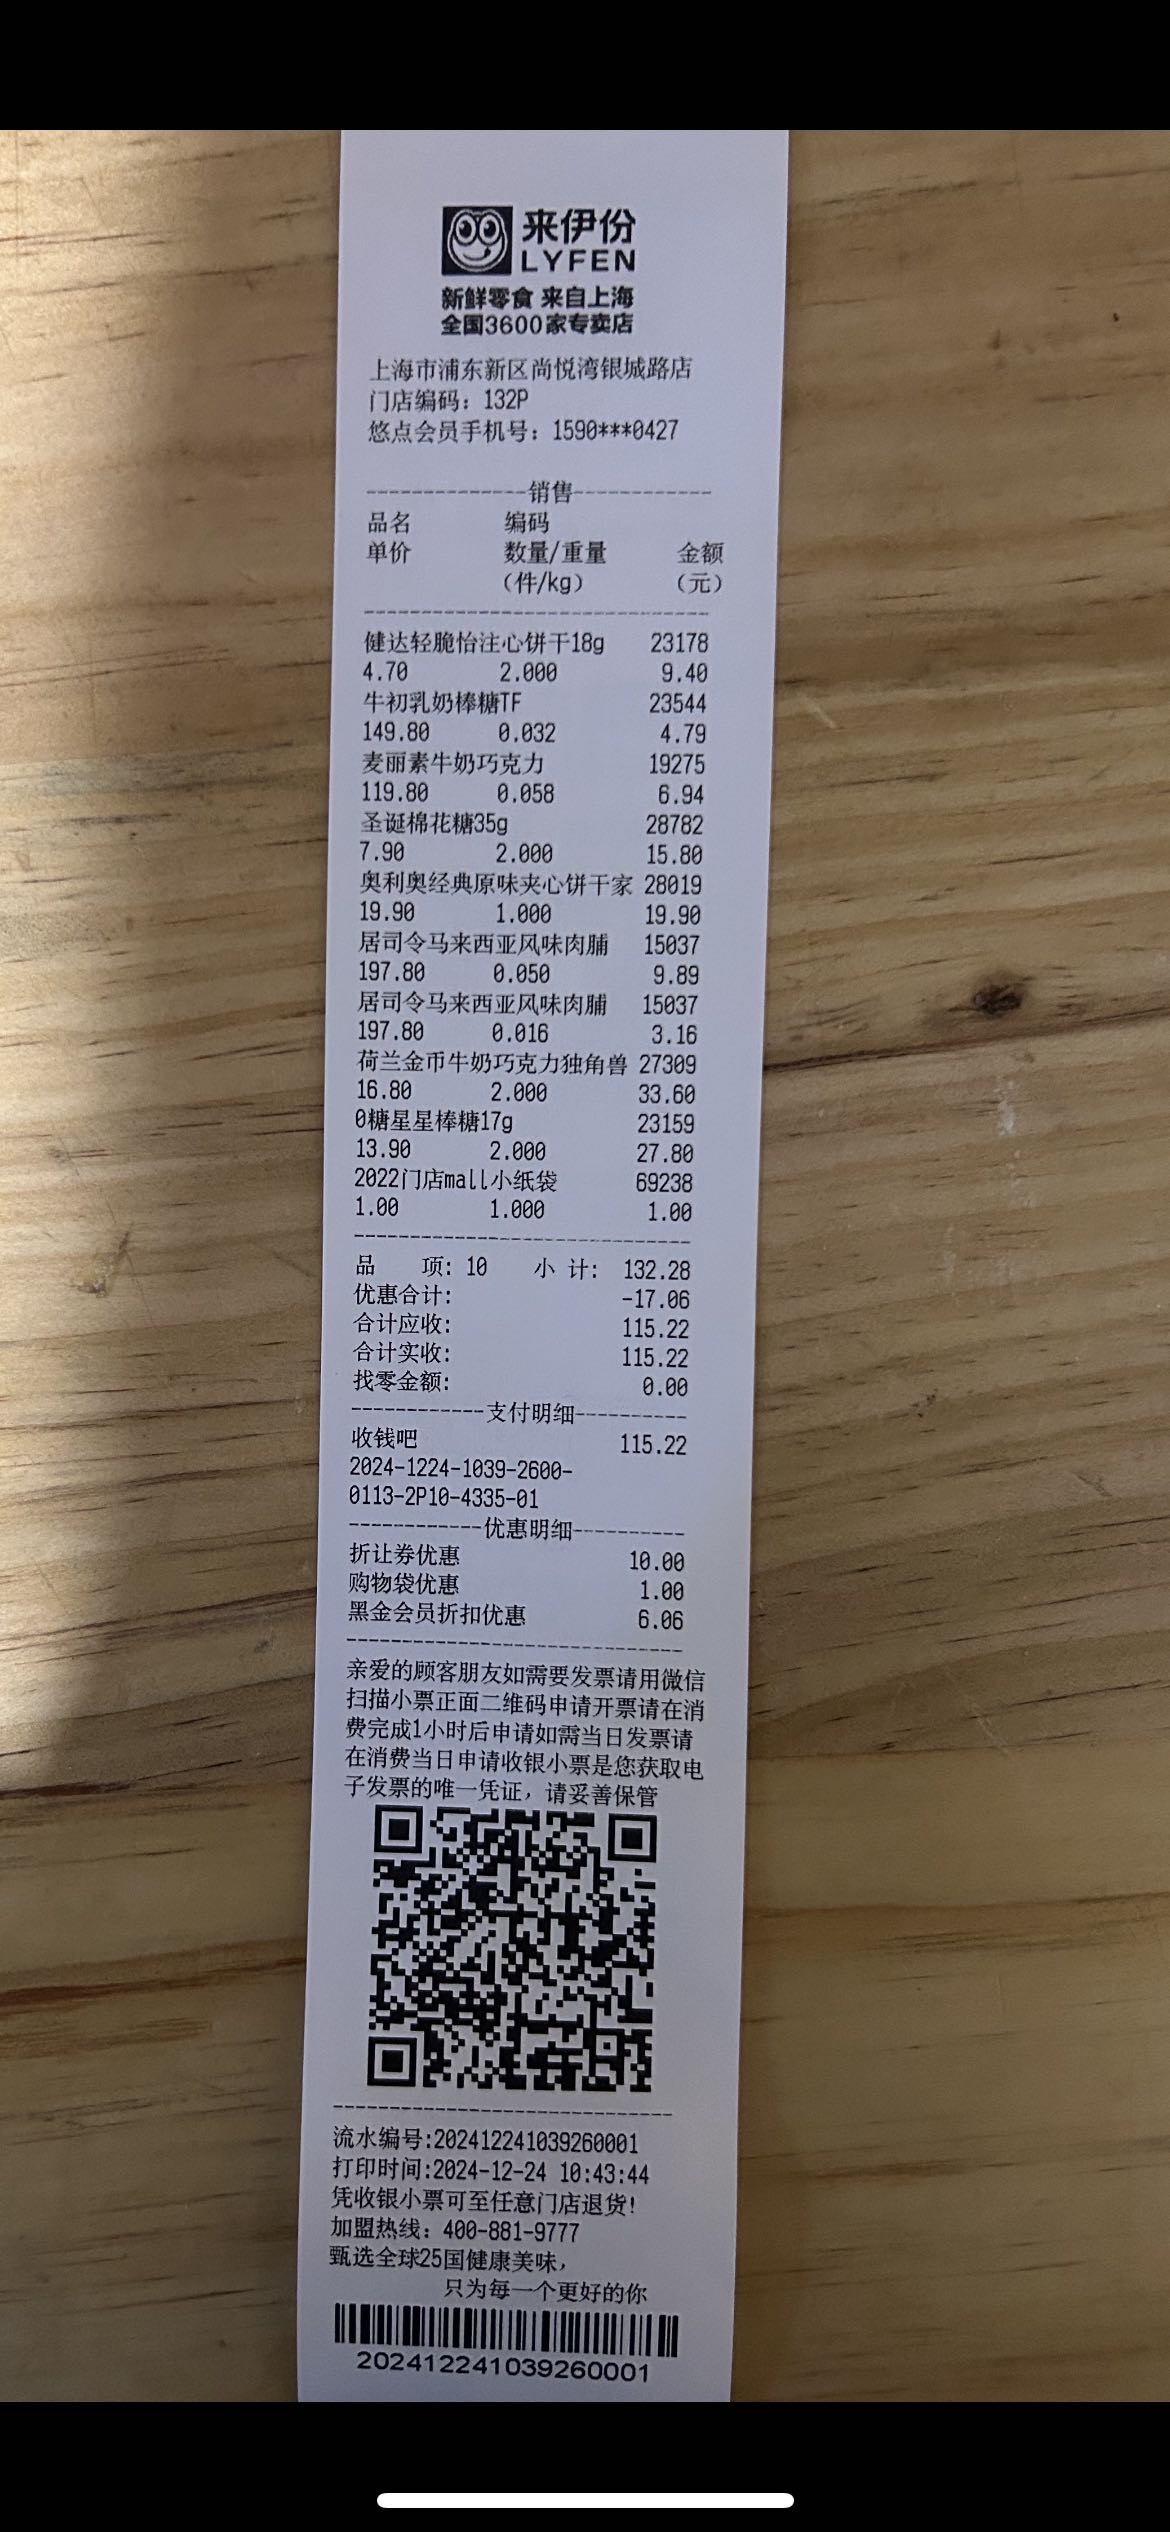 来伊份
LYFEN
新鲜零食 来自上海
全国3600家专卖店
上海市浦东新区尚悦湾银城路店
门店编码：132P
悠点会员手机号：1590***0427
--------------销售------------
品名 编码
单价 数量/重量 金额
（件/kg） （元）
健达轻脆怡注心饼干18g 23178
4.70 2.000 9.40
牛初乳奶棒糖TF 23544
149.80 0.032 4.79
麦丽素牛奶巧克力 19275
119.80 0.058 6.94
圣诞棉花糖35g 28782
7.90 2.000 15.80
奥利奥经典原味夹心饼干家 28019
19.90 1.000 19.90
居司令马来西亚风味肉脯 15037
197.80 0.050 9.89
居司令马来西亚风味肉脯 15037
197.80 0.016 3.16
荷兰金币牛奶巧克力独角兽 27309
16.80 2.000 33.60
0糖星星棒糖17g 23159
13.90 2.000 27.80
2022门店mall小纸袋 69238
1.00 1.000 1.00
品 项: 10 小 计: 132.28
优惠合计: -17.06
合计应收: 115.22
合计实收: 115.22
找零金额: 0.00
------------支付明细----------
收钱吧 115.22
2024-1224-1039-2600-
0113-2P10-4335-01
------------优惠明细----------
折让券优惠 10.00
购物袋优惠 1.00
黑金会员折扣优惠 6.06
亲爱的顾客朋友如需要发票请用微信
扫描小票正面二维码申请开票请在消
费完成1小时后申请如需当日发票请
在消费当日申请收银小票是您获取电
子发票的唯一凭证，请妥善保管
流水编号:202412241039260001
打印时间:2024-12-24 10:43:44
凭收银小票可至任意门店退货!
加盟热线：400-881-9777
甄选全球25国健康美味，
只为每一个更好的你
202412241039260001